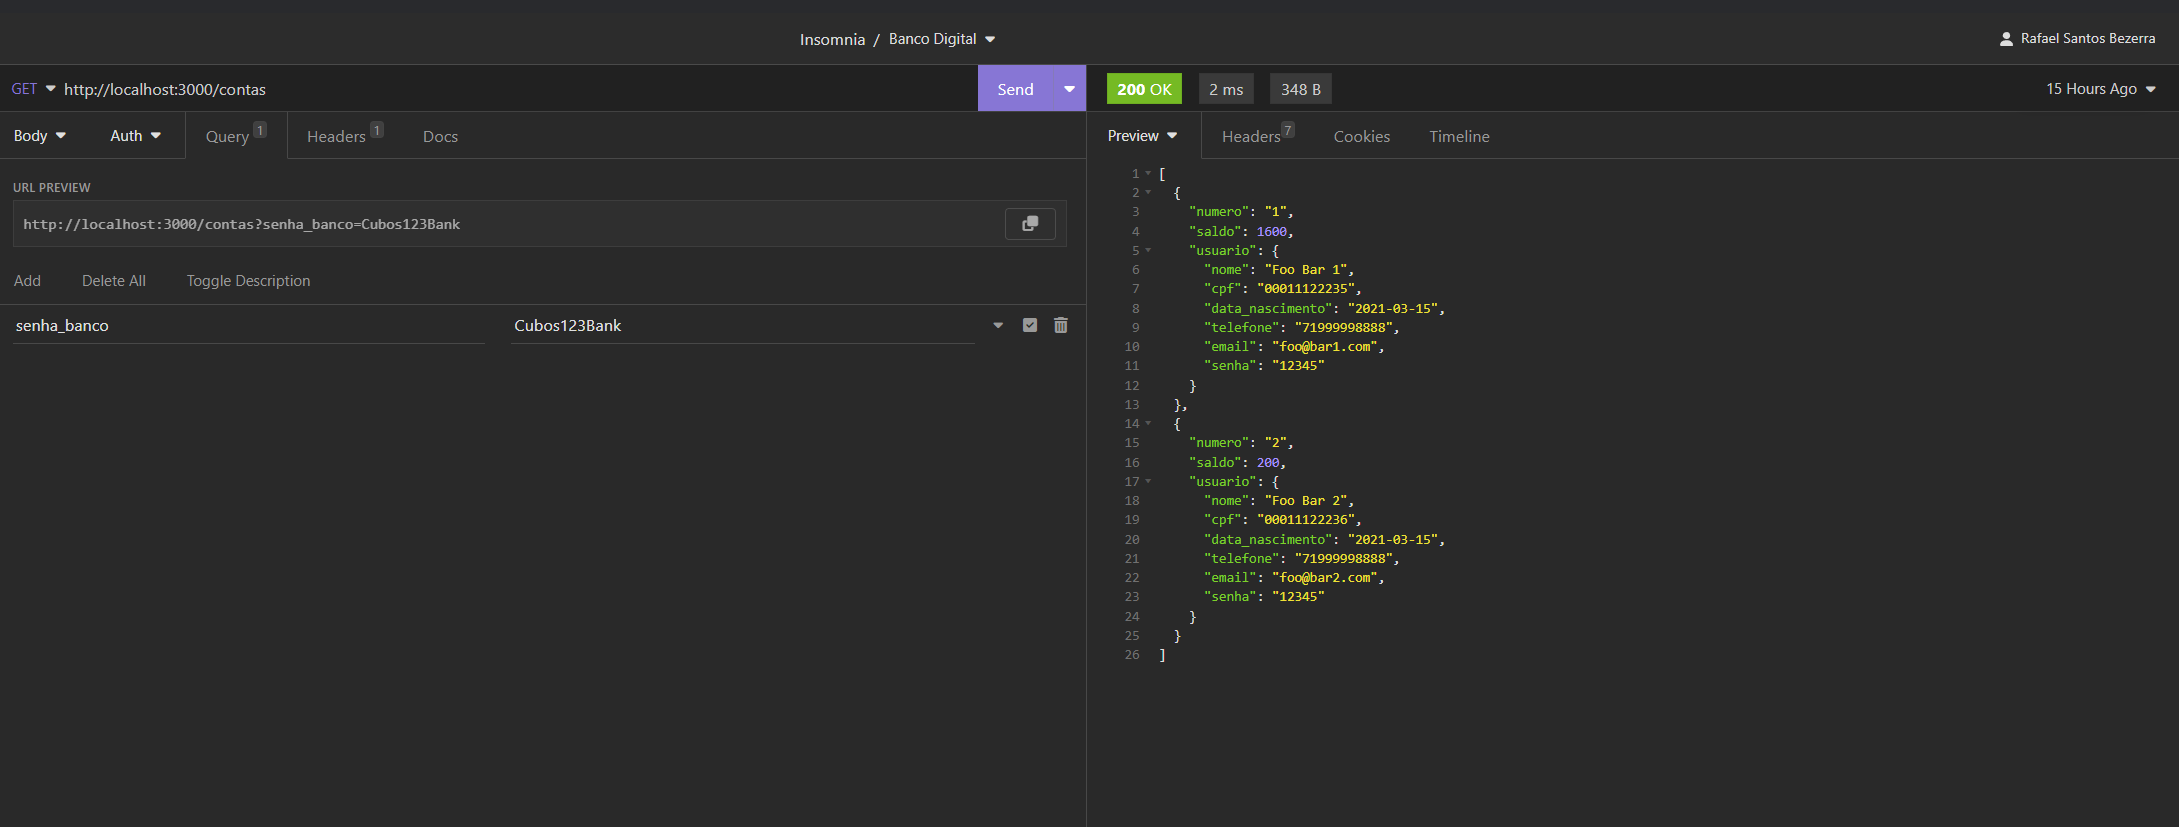 Insomnia / Banco Digital
Rafael Santos Bezerra
GET http://localhost:3000/contas Send
200 OK 2 ms 348 B 15 Hours Ago
Body Auth Query 1 Headers 1 Docs
Preview Headers 7 Cookies Timeline
URL PREVIEW
http://localhost:3000/contas?senha_banco=Cubos123Bank
Add Delete All Toggle Description
senha_banco Cubos123Bank
1 [
2 {
3 "numero": "1",
4 "saldo": 1600,
5 "usuario": {
6 "nome": "Foo Bar 1",
7 "cpf": "00011122235",
8 "data_nascimento": "2021-03-15",
9 "telefone": "71999998888",
10 "email": "foo@bar1.com",
11 "senha": "12345"
12 }
13 },
14 {
15 "numero": "2",
16 "saldo": 200,
17 "usuario": {
18 "nome": "Foo Bar 2",
19 "cpf": "00011122236",
20 "data_nascimento": "2021-03-15",
21 "telefone": "71999998888",
22 "email": "foo@bar2.com",
23 "senha": "12345"
24 }
25 }
26 ]